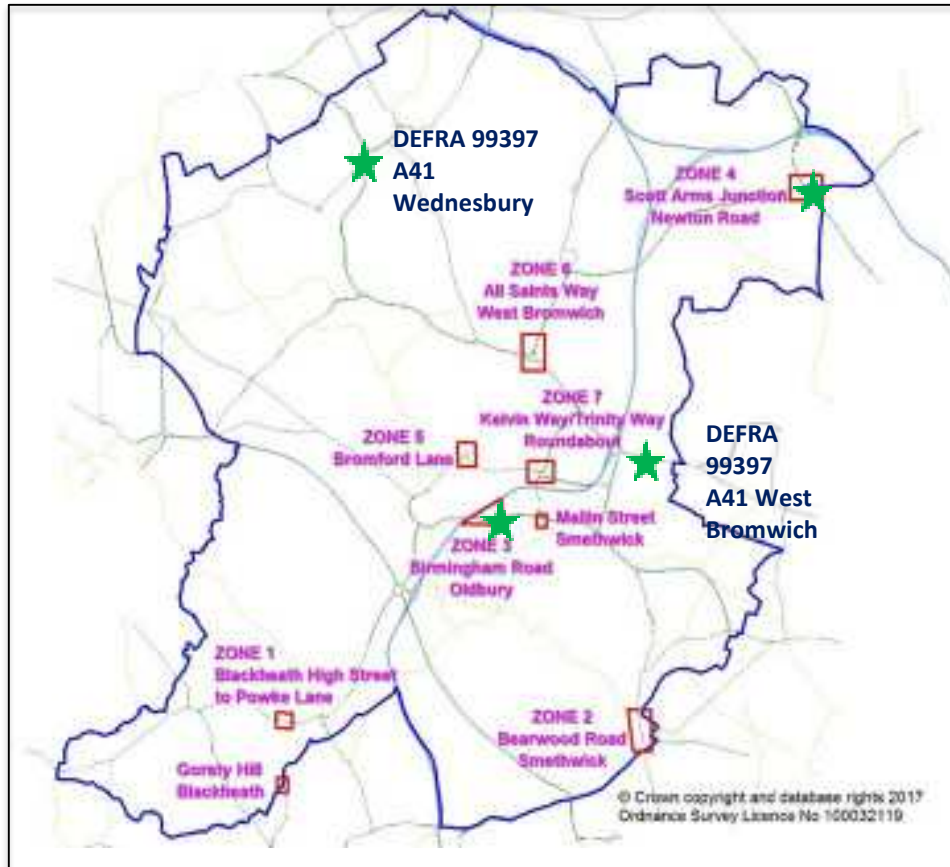 DEFRA 99397
A41
Wednesbury
ZONE 4
Scott Arms Junction
Newton Road
ZONE 6
All Saints Way
West Bromwich
ZONE 7
Kelvin Way/Trinity Way
Roundabout
ZONE 5
Bromford Lane
DEFRA
99397
A41 West
Bromwich
Mallin Street
Smethwick
ZONE 3
Birmingham Road
Oldbury
ZONE 1
Blackheath High Street
to Powke Lane
ZONE 2
Bearwood Road
Smethwick
Gorsty Hill
Blackheath
© Crown copyright and database rights 2017
Ordnance Survey Licence No 100032119